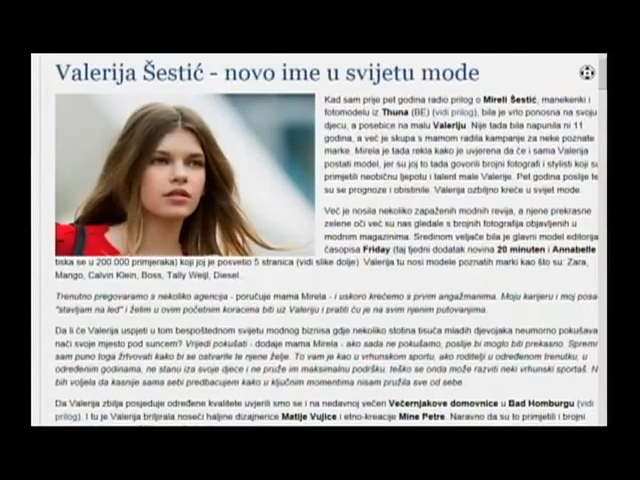 Valerija Šestić - novo ime u svijetu mode
Kad sam prije pet godina radio prilog o Mireli Šestić, manekenki i
fotomodelu iz Thuna (BE) (vidi prilog), bila je vrlo ponosna na svoju
djecu, a posebice na malu Valeriju. Nije tada bila napunila ni 11
godina, a već je skupa s mamom radila kampanje za neke poznate
marke. Mirela je tada rekla kako je uvjerena da će i sama Valerija
postati model, jer su joj to tada govorili brojni fotografi i stylisti koji su
primjetili neobičnu ljepotu i talent male Valerije. Pet godina poslije te
su se prognoze i obistinile. Valerija ozbiljno kreće u svijet mode.
Već je nosila nekoliko zapaženih modnih revija, a njene prekrasne
zelene oči već su nas gledale s brojnih fotografija objavljenih u
modnim magazinima. Sredinom veljače bila je glavni model editorija
časopisa Friday (taj tjedni dodatak novina 20 minuten i Annabelle
tiska se u 200 000 primjeraka) koji joj je posvetio 5 stranica (vidi slike dolje). Valerija tu nosi modele poznatih marki kao što su: Zara,
Mango, Calvin Klein, Boss, Tally Weijl, Diesel.
Trenutno pregovaramo s nekoliko agencija - poručuje mama Mirela - i uskoro krećemo s prvim angažmanima. Moju karijeru i moj posa
"stavljam na led" i želim u ovim početnim koracima biti uz Valeriju i pratiti ću je na svim njenim putovanjima.
Da li će Valerija uspjeti u tom bespoštednom svijetu modnog biznisa gdje nekoliko stotina tisuća mladih djevojaka neumorno pokušava
naći svoje mjesto pod suncem? Vrijedi pokušati - dodaje mama Mirela - ako sada ne pokušamo, poslije bi moglo biti prekasno. Spremn
sam puno toga žrtvovati kako bi se ostvarile te njene želje. To vam je kao u vrhunskom sportu, ako roditelji u određenom trenutku, u
određenim godinama, ne stanu iza svoje djece i ne pruže im maksimalnu podršku, teško se onda može razviti neki vrhunski sportaš. N
bih voljela da kasnije sama sebi predbacujem kako u ključnim momentima nisam pružila sve od sebe.
Da Valerija zbilja posjeduje određene kvalitete uvjerili smo se i na nedavnoj večeri Večernjakove domovnice u Bad Homburgu (vidi
prilog). I tu je Valerija briljirala noseći haljine dizajnerice Matije Vujice i etno-kreacije Mine Petre. Naravno da su to primjetili i brojni